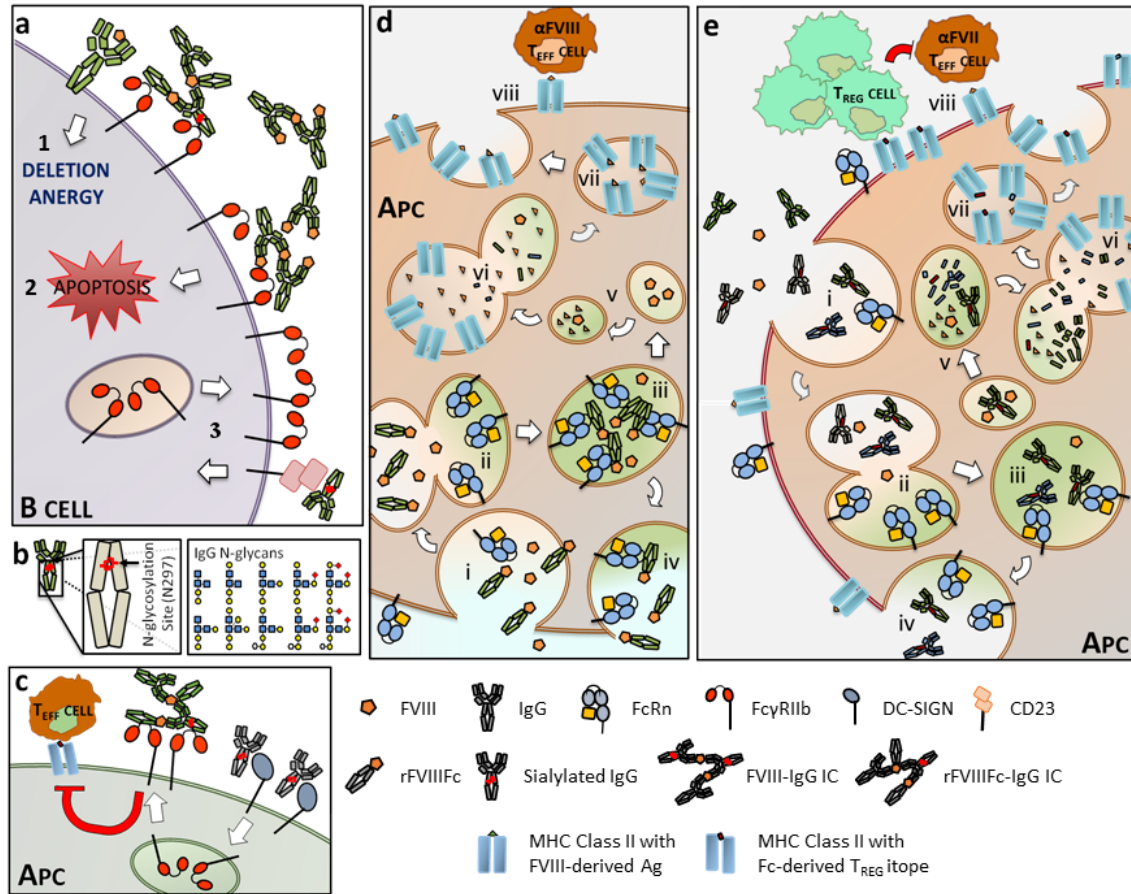 a
1
DELETION
ANERGY
2 APOPTOSIS
3
B CELL
b
N-glycosylation
Site (N297)
IgG N-glycans
c
TEFF CELL
APC
d
αFVIII
TEFF CELL
viii
APC
vii
vi
v
iii
ii
i
iv
e
αFVII
TEFF CELL
TREG CELL
viii
vii
vi
i
v
ii
iii
iv
APC
FVIII
IgG
FcRn
FcγRIIb
DC-SIGN
CD23
rFVIIIFc
Sialylated IgG
FVIII-IgG IC
rFVIIIFc-IgG IC
MHC Class II with
FVIII-derived Ag
MHC Class II with
Fc-derived TREG itope